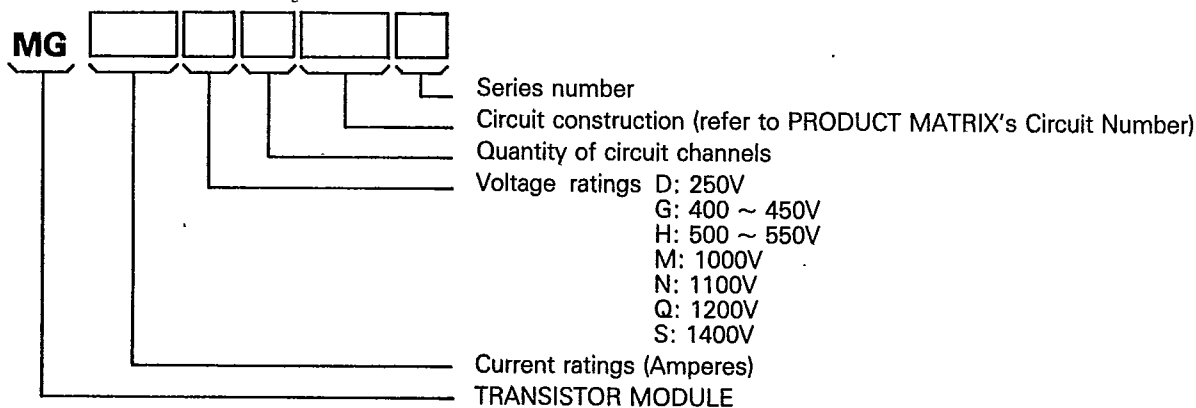 MG
Series number
Circuit construction (refer to PRODUCT MATRIX's Circuit Number)
Quantity of circuit channels
Voltage ratings D: 250V
G: 400 ~ 450V
H: 500 ~ 550V
M: 1000V
N: 1100V
Q: 1200V
S: 1400V
Current ratings (Amperes)
TRANSISTOR MODULE